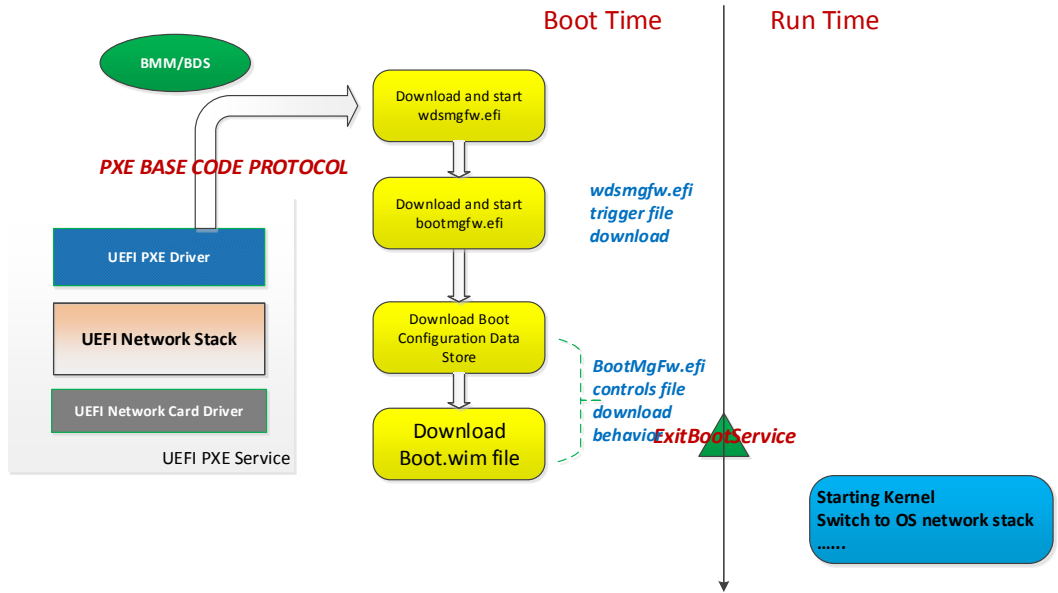 Boot Time
Run Time
BMM/BDS
PXE BASE CODE PROTOCOL
UEFI PXE Driver
UEFI Network Stack
UEFI Network Card Driver
UEFI PXE Service
Download and start
wdsmgfw.efi
Download and start
bootmgfw.efi
wdsmgfw.efi
trigger file
download
Download Boot
Configuration Data
Store
Download
Boot.wim file
BootMgFw.efi
controls file
download
behavior
ExitBootService
Starting Kernel
Switch to OS network stack
......